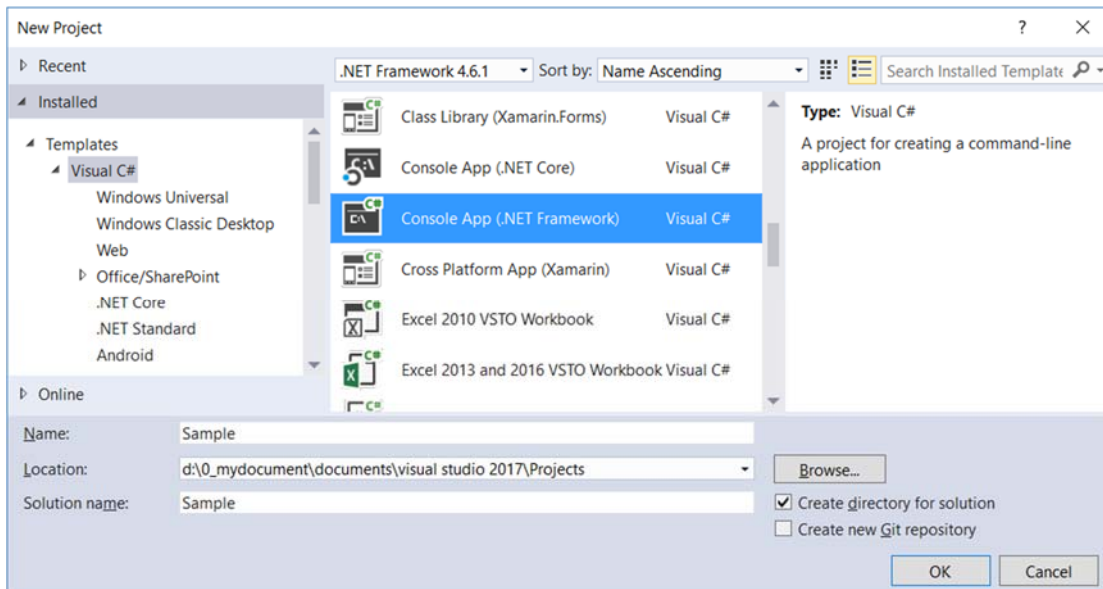 New Project
?
Recent
.NET Framework 4.6.1
Sort by:
Name Ascending
Search Installed Template
Installed
Templates
Visual C#
Windows Universal
Windows Classic Desktop
Web
Office/SharePoint
.NET Core
.NET Standard
Android
Online
Class Library (Xamarin.Forms) Visual C#
Console App (.NET Core) Visual C#
Console App (.NET Framework) Visual C#
Cross Platform App (Xamarin) Visual C#
Excel 2010 VSTO Workbook Visual C#
Excel 2013 and 2016 VSTO Workbook Visual C#
Type: Visual C#
A project for creating a command-line
application
Name: Sample
Location: d:\0_mydocument\documents\visual studio 2017\Projects
Browse...
Solution name: Sample
Create directory for solution
Create new Git repository
OK
Cancel